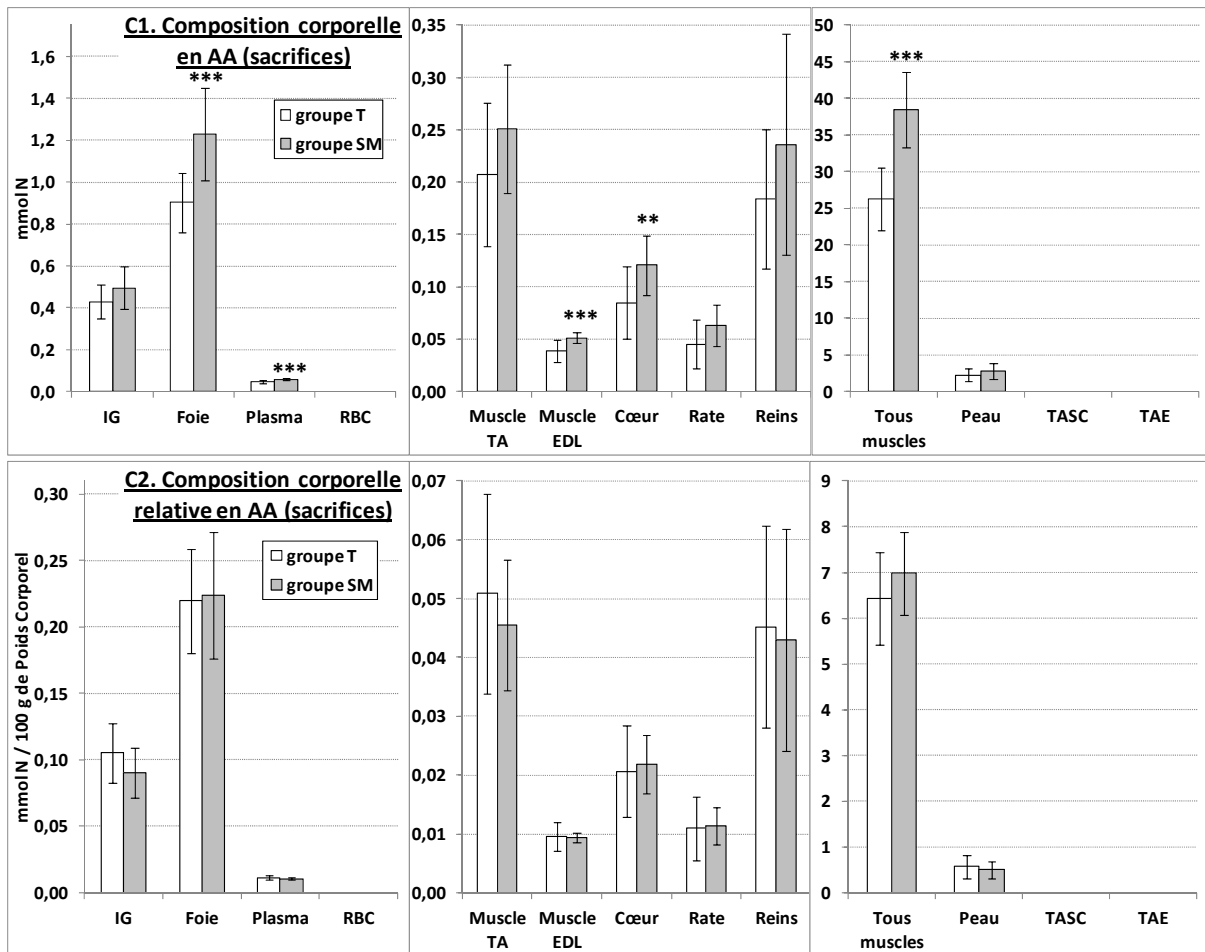 C1. Composition corporelle
en AA (sacrifices)
mmol N
1,6
1,4
1,2
1,0
0,8
0,6
0,4
0,2
0,0
***
***
groupe T
groupe SM
IG Foie Plasma RBC
0,35
0,30
0,25
0,20
0,15
0,10
0,05
0,00
***
**
Muscle TA
Muscle EDL
Cœur
Rate
Reins
50
45
40
35
30
25
20
15
10
5
0
***
Tous muscles
Peau
TASC
TAE
C2. Composition corporelle
relative en AA (sacrifices)
mmol N / 100 g de Poids Corporel
0,30
0,25
0,20
0,15
0,10
0,05
0,00
groupe T
groupe SM
IG Foie Plasma RBC
0,07
0,06
0,05
0,04
0,03
0,02
0,01
0,00
Muscle TA
Muscle EDL
Cœur
Rate
Reins
9
8
7
6
5
4
3
2
1
0
Tous muscles
Peau
TASC
TAE